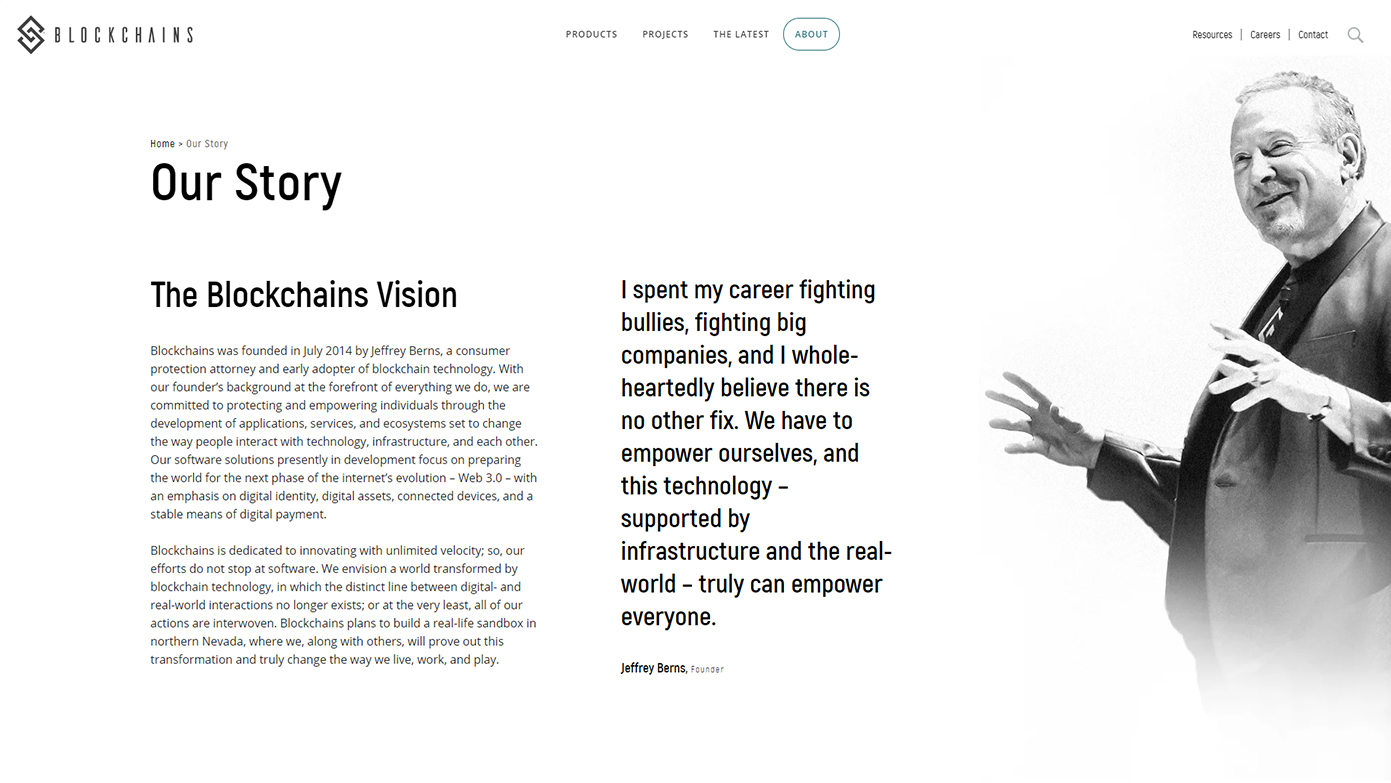 BLOCKCHAINS
PRODUCTS
PROJECTS
THE LATEST
ABOUT
Resources
Careers
Contact
Home > Our Story
Our Story
The Blockchains Vision
Blockchains was founded in July 2014 by Jeffrey Berns, a consumer
protection attorney and early adopter of blockchain technology. With
our founder’s background at the forefront of everything we do, we are
committed to protecting and empowering individuals through the
development of applications, services, and ecosystems set to change
the way people interact with technology, infrastructure, and each other.
Our software solutions presently in development focus on preparing
the world for the next phase of the internet’s evolution – Web 3.0 – with
an emphasis on digital identity, digital assets, connected devices, and a
stable means of digital payment.
Blockchains is dedicated to innovating with unlimited velocity; so, our
efforts do not stop at software. We envision a world transformed by
blockchain technology, in which the distinct line between digital- and
real-world interactions no longer exists; or at the very least, all of our
actions are interwoven. Blockchains plans to build a real-life sandbox in
northern Nevada, where we, along with others, will prove out this
transformation and truly change the way we live, work, and play.
I spent my career fighting
bullies, fighting big
companies, and I whole-
heartedly believe there is
no other fix. We have to
empower ourselves, and
this technology –
supported by
infrastructure and the real-
world – truly can empower
everyone.
Jeffrey Berns, Founder